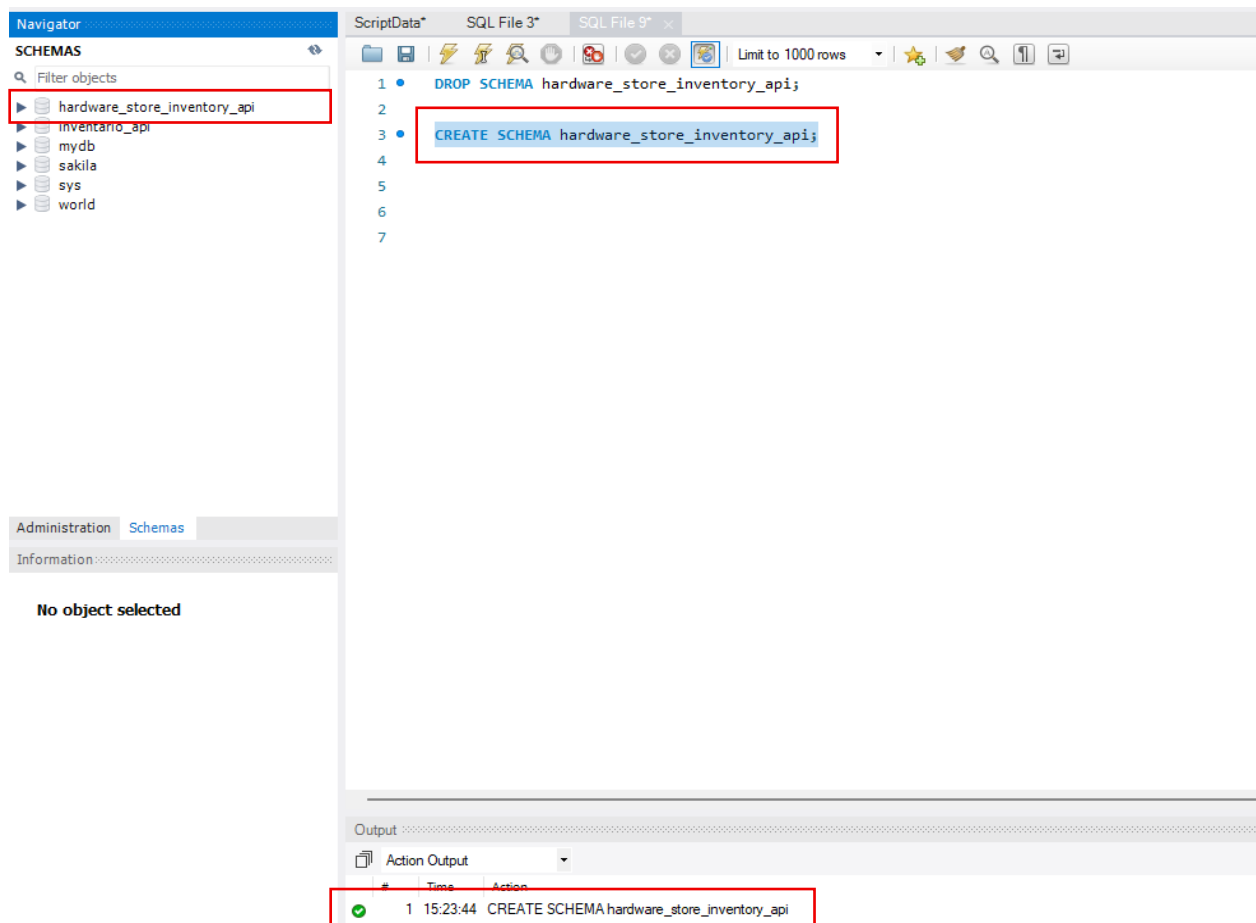 Navigator
SCHEMAS
Filter objects
hardware_store_inventory_api
inventario_api
mydb
sakila
sys
world
Administration Schemas
Information
No object selected
ScriptData* SQL File 3* SQL File 9*
Limit to 1000 rows
1 DROP SCHEMA hardware_store_inventory_api;
2
3 CREATE SCHEMA hardware_store_inventory_api;
4
5
6
7
Output
Action Output
# Time Action
1 15:23:44 CREATE SCHEMA hardware_store_inventory_api